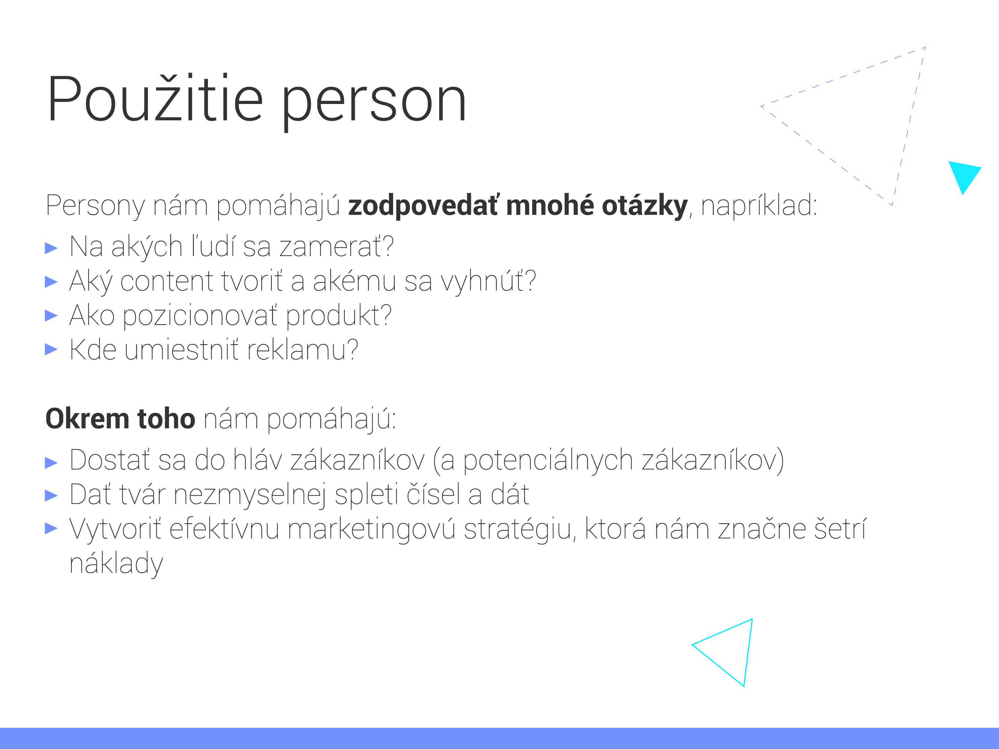 Použitie person
Persony nám pomáhajú zodpovedať mnohé otázky, napríklad:
Na akých ľudí sa zamerať?
Aký content tvoriť a akému sa vyhnúť?
Ako pozicionovať produkt?
Kde umiestniť reklamu?
Okrem toho nám pomáhajú:
Dostať sa do hláv zákazníkov (a potenciálnych zákazníkov)
Dať tvár nezmyselnej spleti čísel a dát
Vytvoriť efektívnu marketingovú stratégiu, ktorá nám značne šetrí
náklady